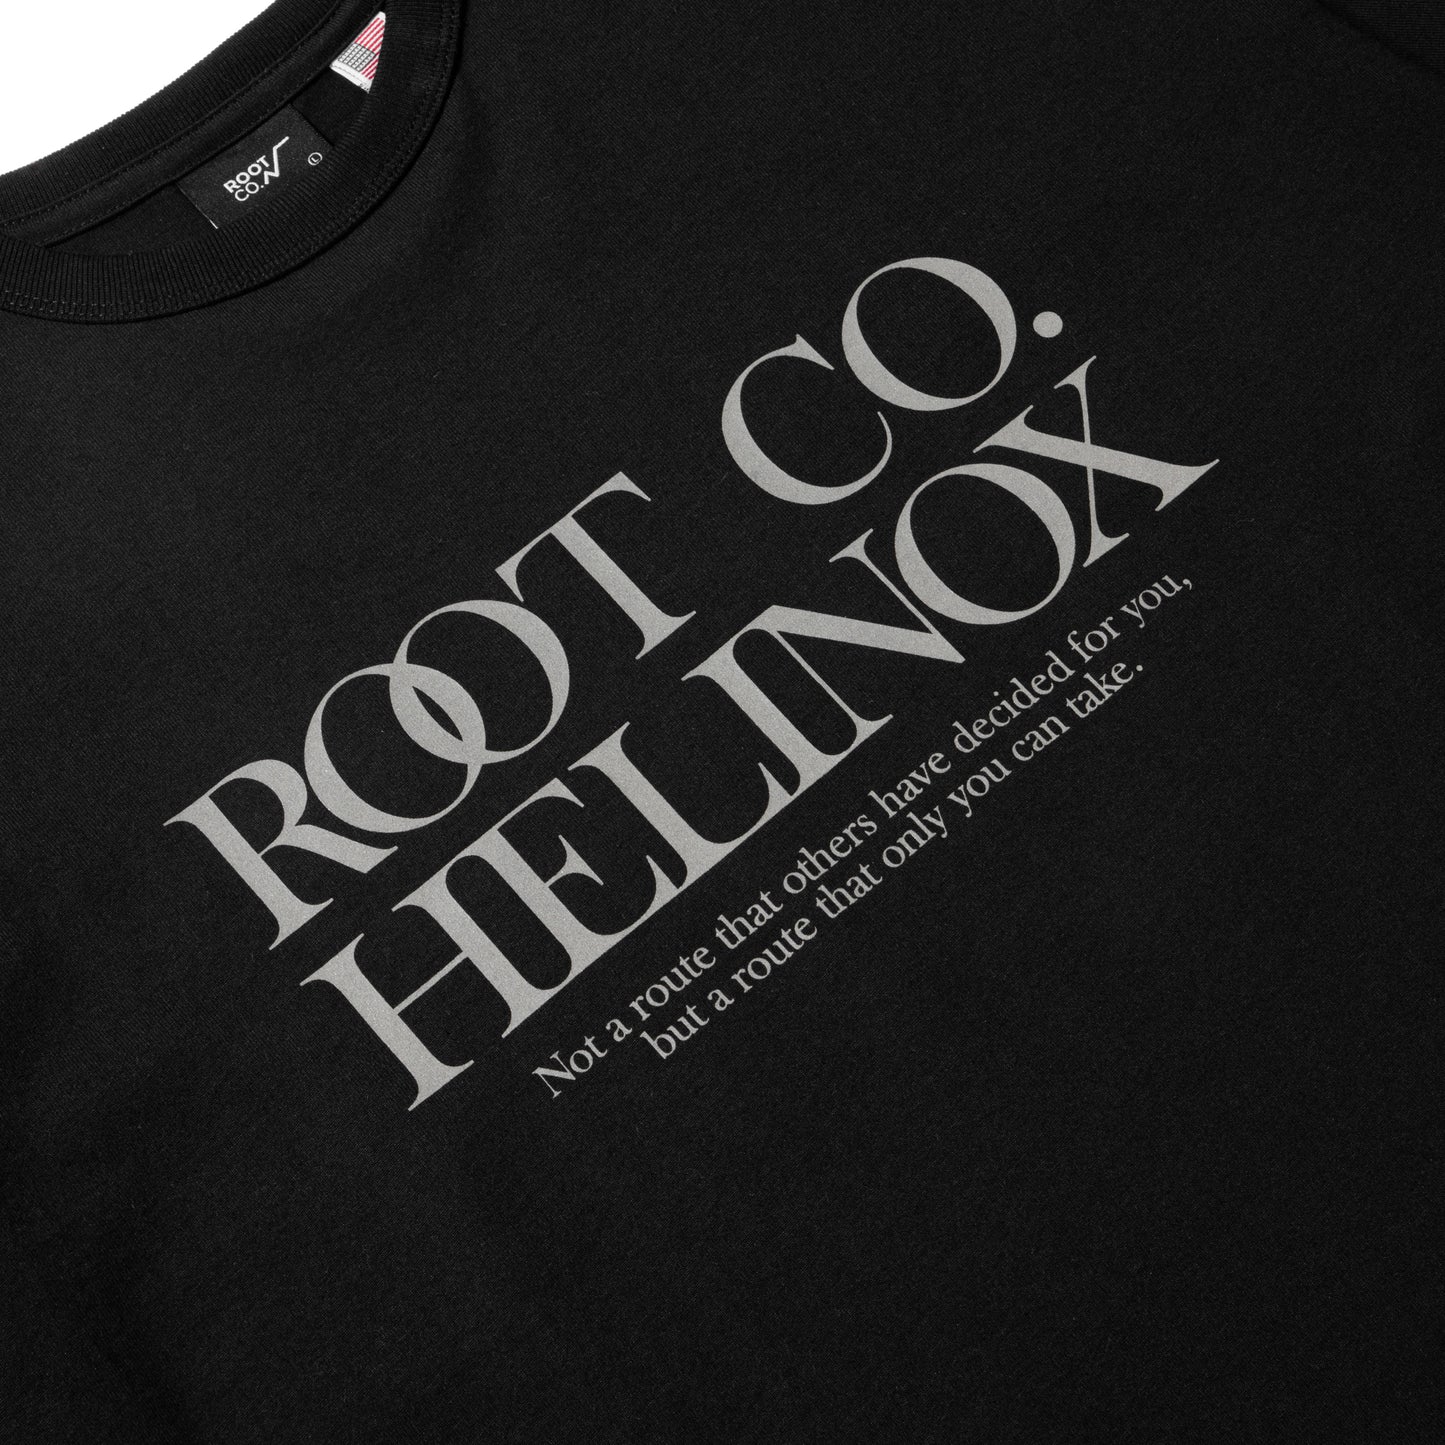 ROOT
CO.
L
ROOT CO.
HELINOX
Not a route that others have decided for you,
but a route that only you can take.